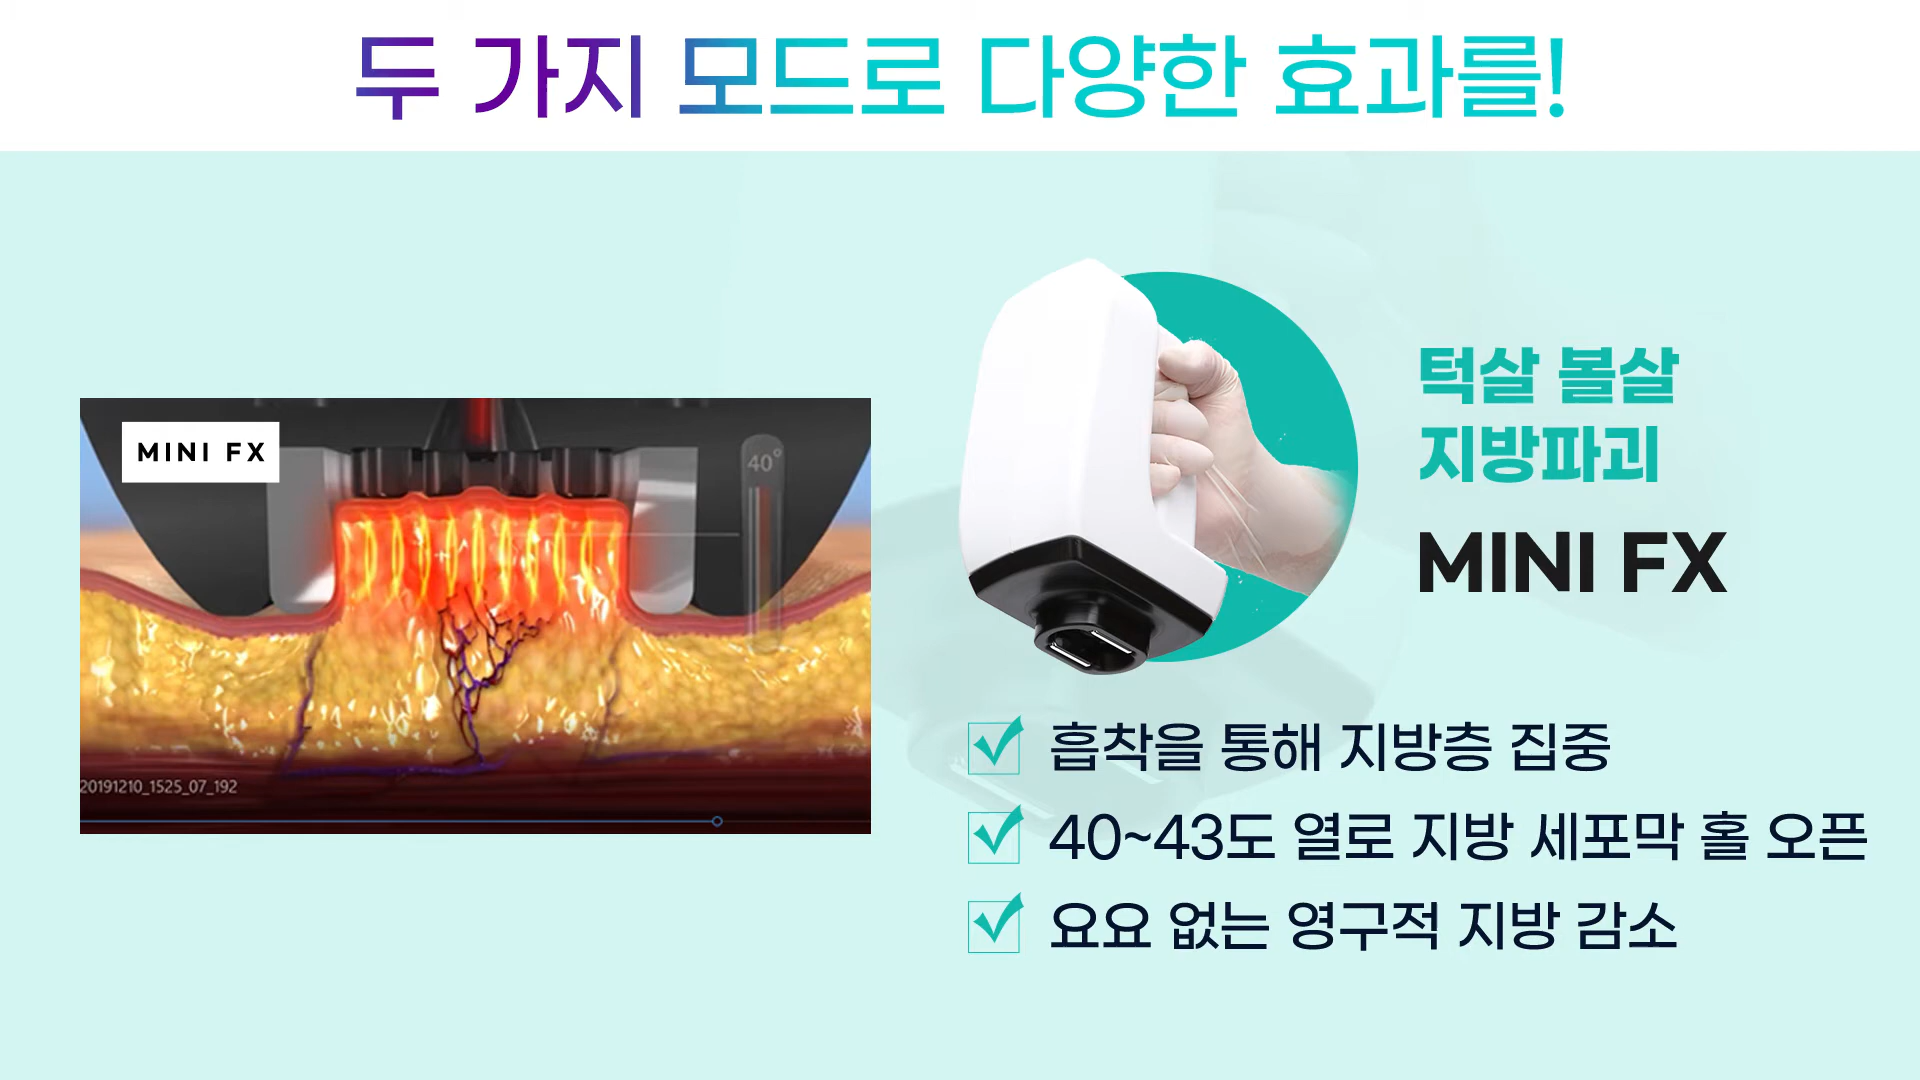 두 가지 모드로 다양한 효과를!
MINI FX
40°
20191210_1525_07_192
턱살 볼살
지방파괴
MINI FX
흡착을 통해 지방층 집중
40~43도 열로 지방 세포막 홀 오픈
요요 없는 영구적 지방 감소